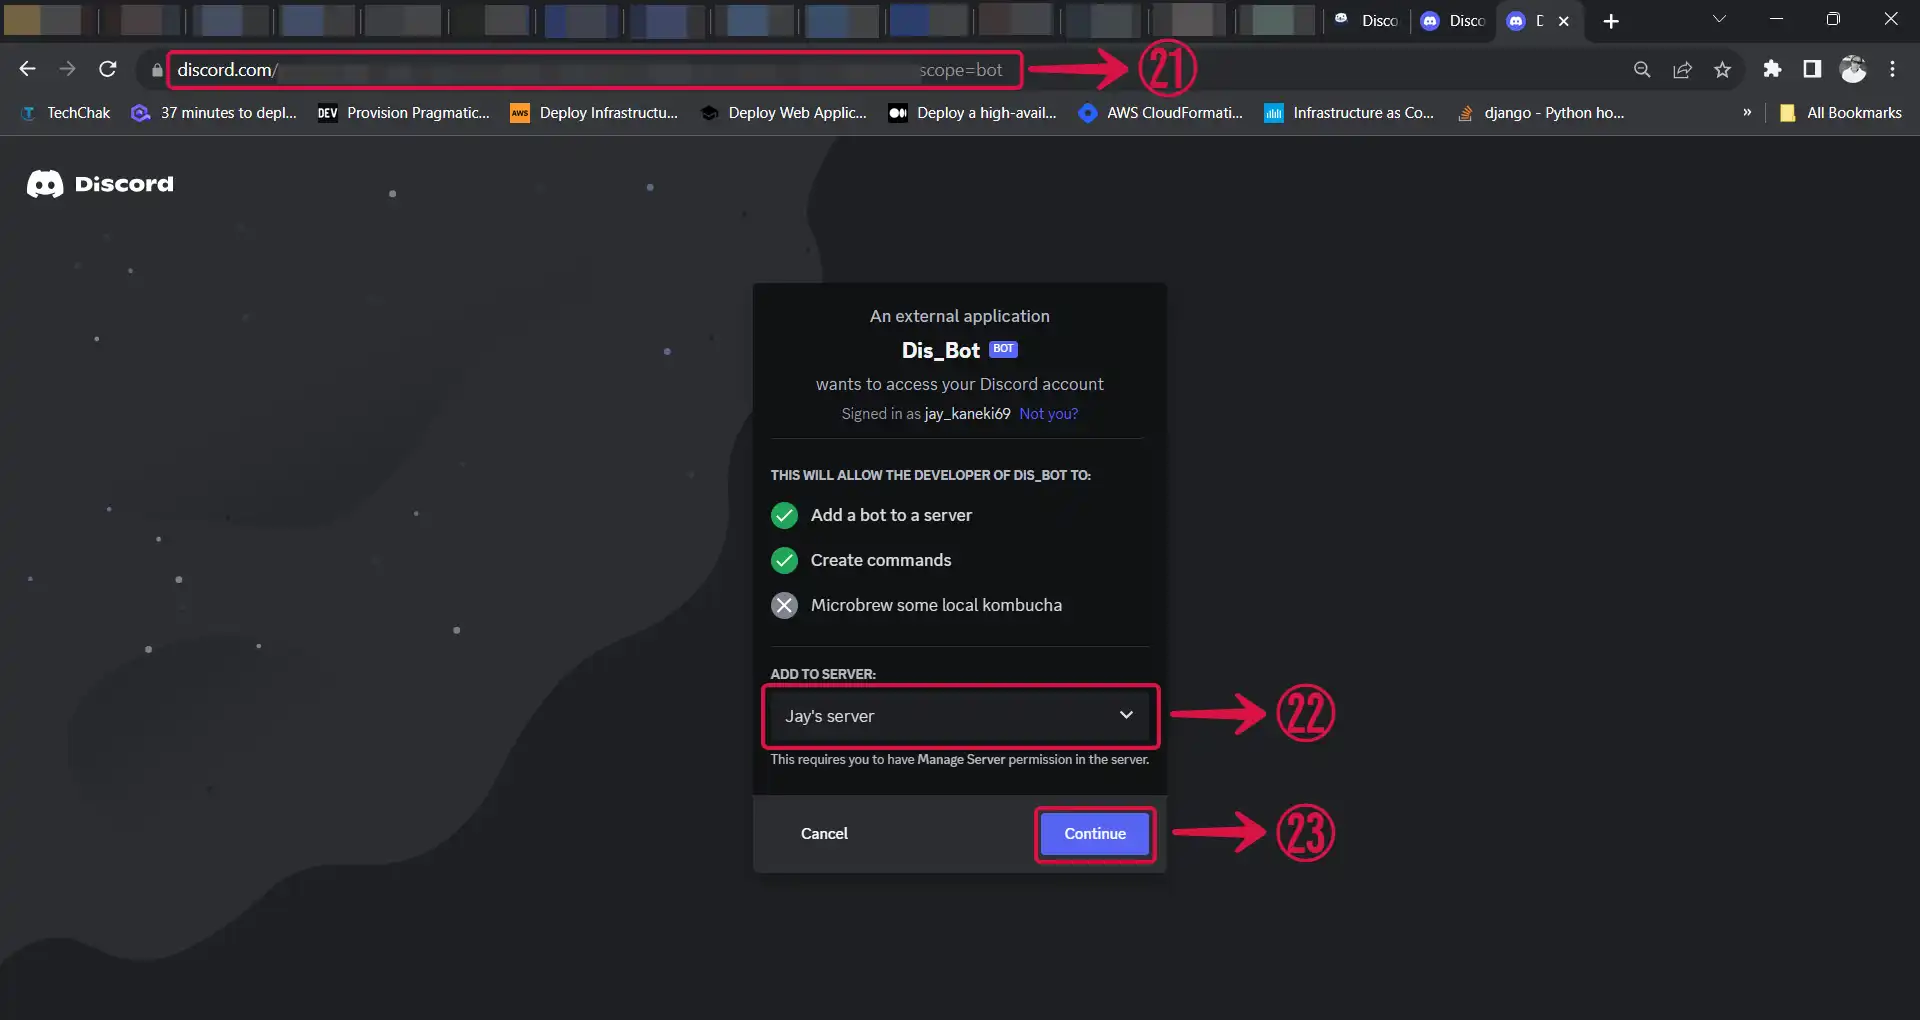 Disco
Disco
D
discord.com/ scope=bot
21
TechChak
37 minutes to depl...
DEV Provision Pragmatic...
aws Deploy Infrastructu...
Deploy Web Applic...
Deploy a high-avail...
AWS CloudFormati...
Infrastructure as Co...
django - Python ho...
»
All Bookmarks
Discord
An external application
Dis_Bot BOT
wants to access your Discord account
Signed in as jay_kaneki69 Not you?
THIS WILL ALLOW THE DEVELOPER OF DIS_BOT TO:
Add a bot to a server
Create commands
Microbrew some local kombucha
ADD TO SERVER:
Jay's server
22
This requires you to have Manage Server permission in the server.
Cancel
Continue
23